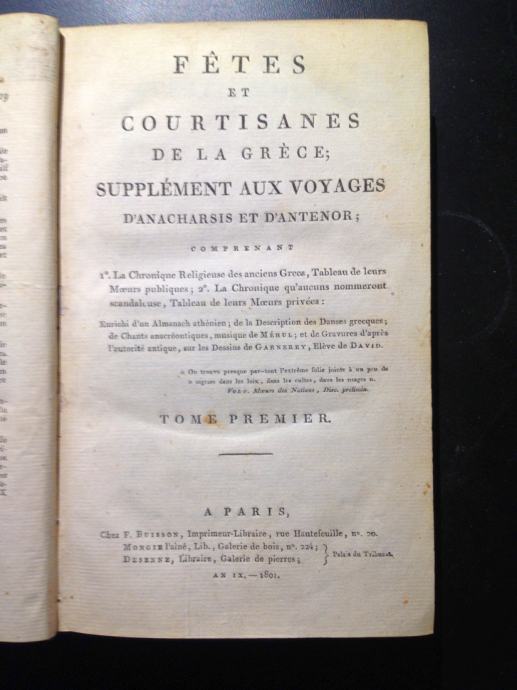 FÊTES
ET
COURTISANES
DE LA GRÈCE;
SUPPLÉMENT AUX VOYAGES
D'ANACHARSIS ET D'ANTENOR;
COMPRENANT
1º. La Chronique Religieuse des anciens Grecs, Tableau de leurs
Mœurs publiques; 2º. La Chronique qu'aucuns nommeront
scandaleuse, Tableau de leurs Mœurs privées:
Enrichi d'un Almanach athénien; de la Description des Danses grecques;
de Chants anacréontiques, musique de MÉHUL; et de Gravures d'après
l'autorité antique, sur les Dessins de GARNEREY, Elève de DAVID.
« On trouve presque par-tout l'extrême folie jointe à un peu de
» sagesse dans les loix, dans les cultes, dans les usages ».
VOLT. Mœurs des Nations, Disc. prélimin.
TOME PREMIER.
A PARIS,
Chez F. BUISSON, Imprimeur-Libraire, rue Hautefeuille, nº. 20.
MONGIE l'aîné, Lib., Galerie de bois, nº. 224;
DESENNE, Libraire, Galerie de pierres;
Palais du Tribunat.
AN IX.—1801.